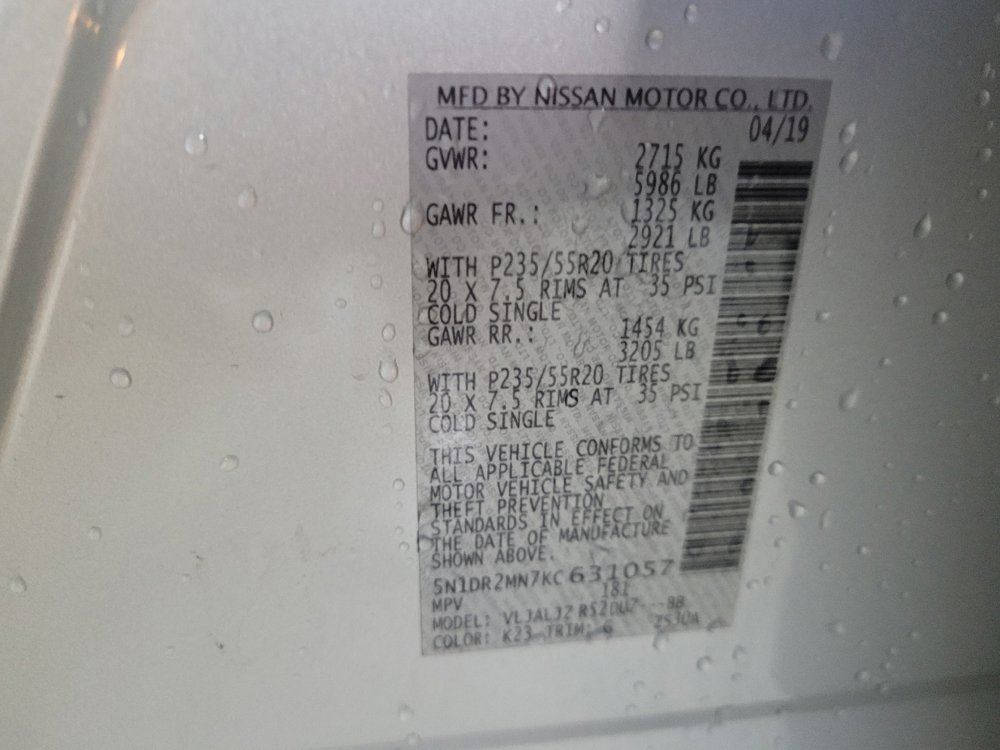 MFD BY NISSAN MOTOR CO., LTD.
DATE: 04/19
GVWR: 2715 KG
5986 LB
GAWR FR.: 1325 KG
2921 LB
WITH P235/55R20 TIRES
20 X 7.5 RIMS AT 35 PSI
COLD SINGLE
GAWR RR.: 1454 KG
3205 LB
WITH P235/55R20 TIRES
20 X 7.5 RIMS AT 35 PSI
COLD SINGLE
THIS VEHICLE CONFORMS TO
ALL APPLICABLE FEDERAL
MOTOR VEHICLE SAFETY AND
THEFT PREVENTION
STANDARDS IN EFFECT ON
THE DATE OF MANUFACTURE
SHOWN ABOVE.
5N1DR2MN7KC631057
MPV 181
MODEL:
COLOR: K23 TRIM: G